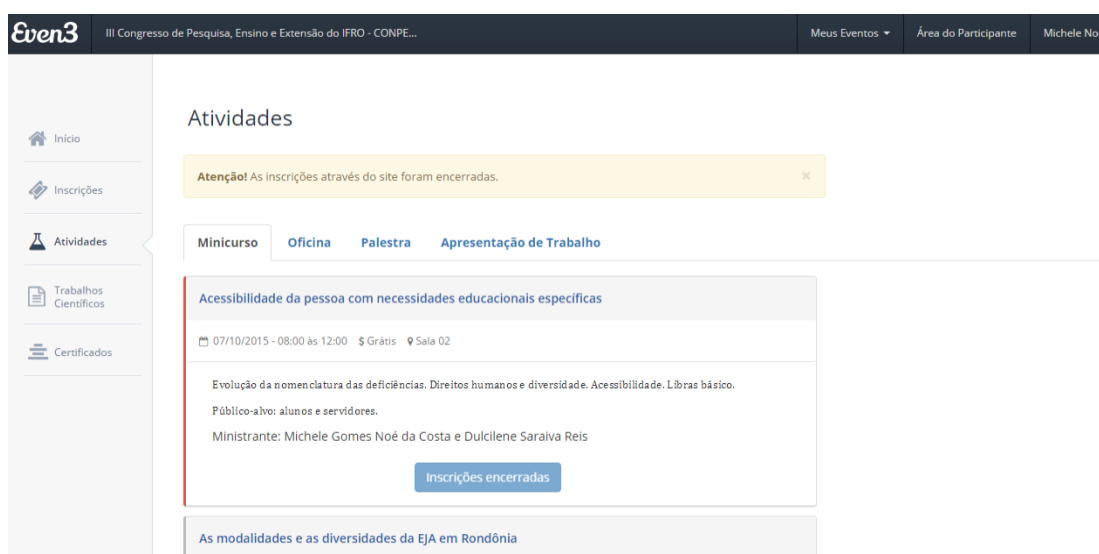 Even3
III Congresso de Pesquisa, Ensino e Extensão do IFRO - CONPE...
Meus Eventos
Área do Participante
Michele No
Início
Inscrições
Atividades
Trabalhos
Científicos
Certificados
Atividades
Atenção! As inscrições através do site foram encerradas.
×
Minicurso Oficina Palestra Apresentação de Trabalho
Acessibilidade da pessoa com necessidades educacionais específicas
07/10/2015 - 08:00 às 12:00 $ Grátis Sala 02
Evolução da nomenclatura das deficiências. Direitos humanos e diversidade. Acessibilidade. Libras básico.
Público-alvo: alunos e servidores.
Ministrante: Michele Gomes Noé da Costa e Dulcilene Saraiva Reis
Inscrições encerradas
As modalidades e as diversidades da EJA em Rondônia